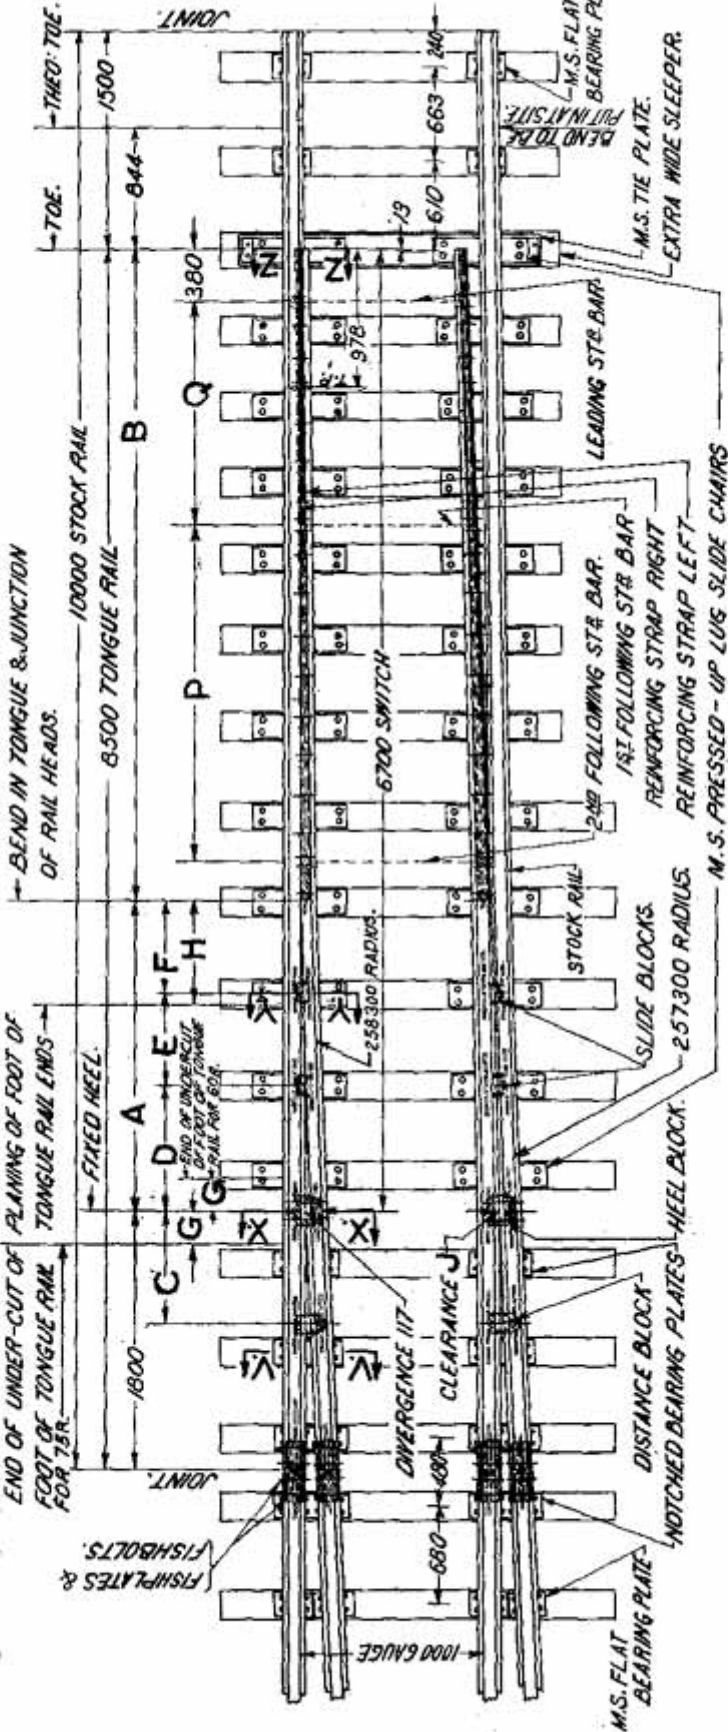 END OF UNDER-CUT OF
FOOT OF TONGUE RAIL
FOR 75R.
PLANING OF FOOT OF
TONGUE RAIL ENDS
BEND IN TONGUE & JUNCTION
OF RAIL HEADS.
TOE.
THEO: TOE.
FIXED HEEL.
10000 STOCK RAIL
JOINT.
8500 TONGUE RAIL
1500
JOINT.
1800
A
B
844
FISHPLATES &
FISHBOLTS.
C
G
G
D
E
F
H
P
Q
380
END OF UNDERCUT
OF FOOT OF TONGUE
RAIL FOR 60R.
V
V
X
X
Y
Y
Z
Z
258300 RADIUS.
6700 SWITCH
978
13
610
663
240
1000 GAUGE
680
480
DIVERGENCE 117
CLEARANCE J
BEND TO BE
PUT IN AT SITE.
M.S. FLAT
BEARING
M.S. FLAT
BEARING PLATE
NOTCHED BEARING PLATES
DISTANCE BLOCK
HEEL BLOCK.
257300 RADIUS.
SLIDE BLOCKS.
STOCK RAIL
2ND FOLLOWING STR. BAR.
1ST FOLLOWING STR. BAR
REINFORCING STRAP RIGHT
REINFORCING STRAP LEFT
M.S. PRESSED-UP LUG SLIDE CHAIRS
LEADING STR. BAR
M.S. TIE PLATE.
EXTRA WIDE SLEEPER.